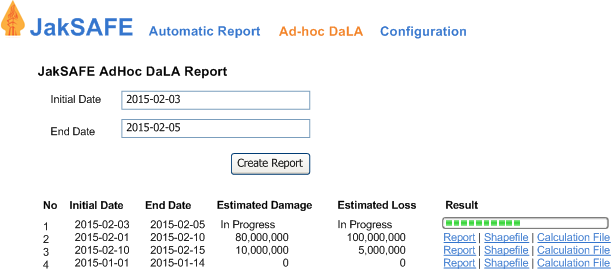 JakSAFE Automatic Report Ad-hoc DaLA Configuration
JakSAFE AdHoc DaLA Report
Initial Date 2015-02-03
End Date 2015-02-05
Create Report
No Initial Date End Date Estimated Damage Estimated Loss Result
1 2015-02-03 2015-02-05 In Progress In Progress
2 2015-02-01 2015-02-10 80,000,000 100,000,000 Report | Shapefile | Calculation File
3 2015-02-10 2015-02-15 10,000,000 5,000,000 Report | Shapefile | Calculation File
4 2015-01-01 2015-01-14 0 0 Report | Shapefile | Calculation File